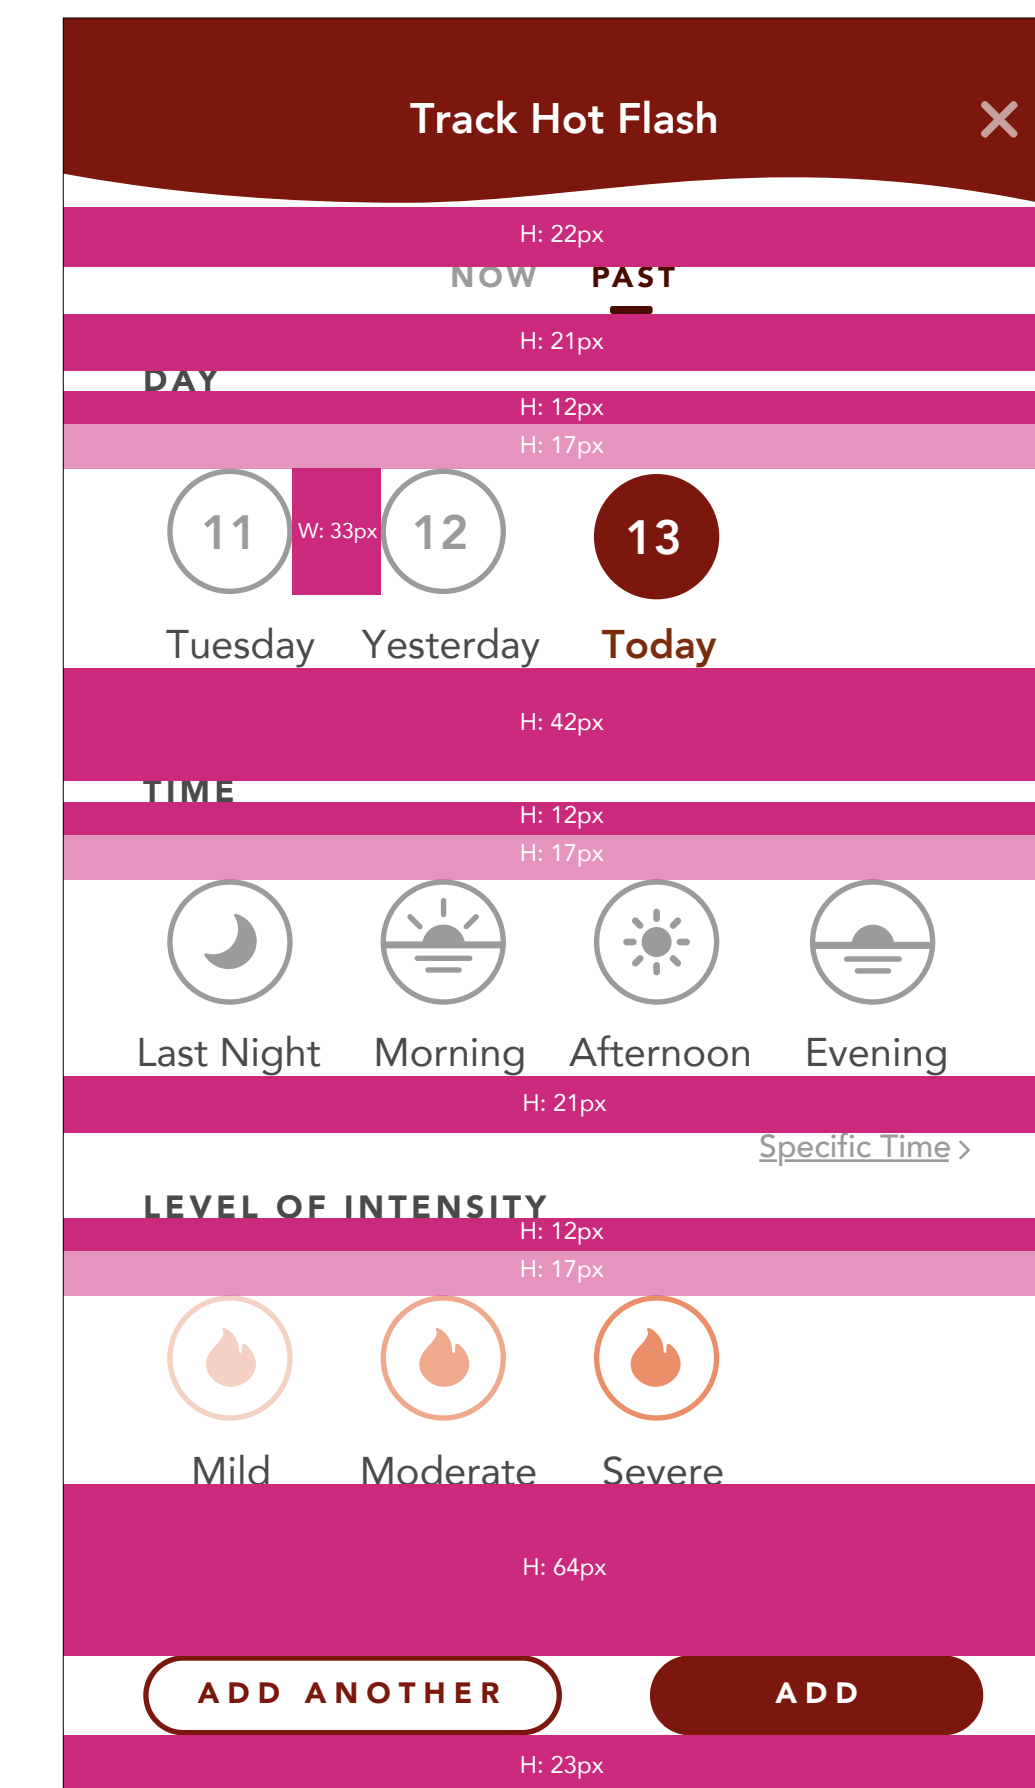 Track Hot Flash
H: 22px
NOW PAST
H: 21px
DAY
H: 12px
H: 17px
11 W: 33px 12 13
Tuesday Yesterday Today
H: 42px
TIME
H: 12px
H: 17px
Last Night Morning Afternoon Evening
H: 21px
Specific Time >
LEVEL OF INTENSITY
H: 12px
H: 17px
Mild Moderate Severe
H: 64px
ADD ANOTHER ADD
H: 23px